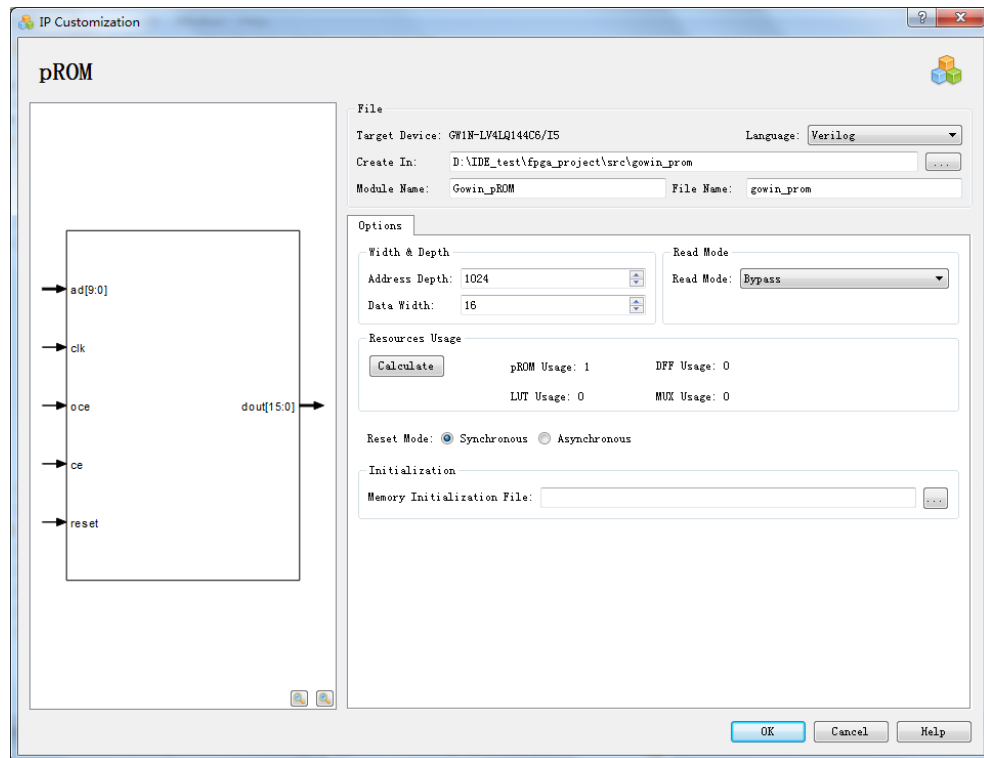 IP Customization
pROM
File
Target Device: GW1N-LV4LQ144C6/I5 Language: Verilog
Create In: D:\IDE_test\fpga_project\src\gowin_prom ...
Module Name: Gowin_pROM File Name: gowin_prom
Options
Width & Depth Read Mode
Address Depth: 1024 Read Mode: Bypass
Data Width: 16
Resources Usage
Calculate pROM Usage: 1 DFF Usage: 0
LUT Usage: 0 MUX Usage: 0
Reset Mode: Synchronous Asynchronous
Initialization
Memory Initialization File: ...
ad[9:0]
clk
oce dout[15:0]
ce
reset
OK Cancel Help